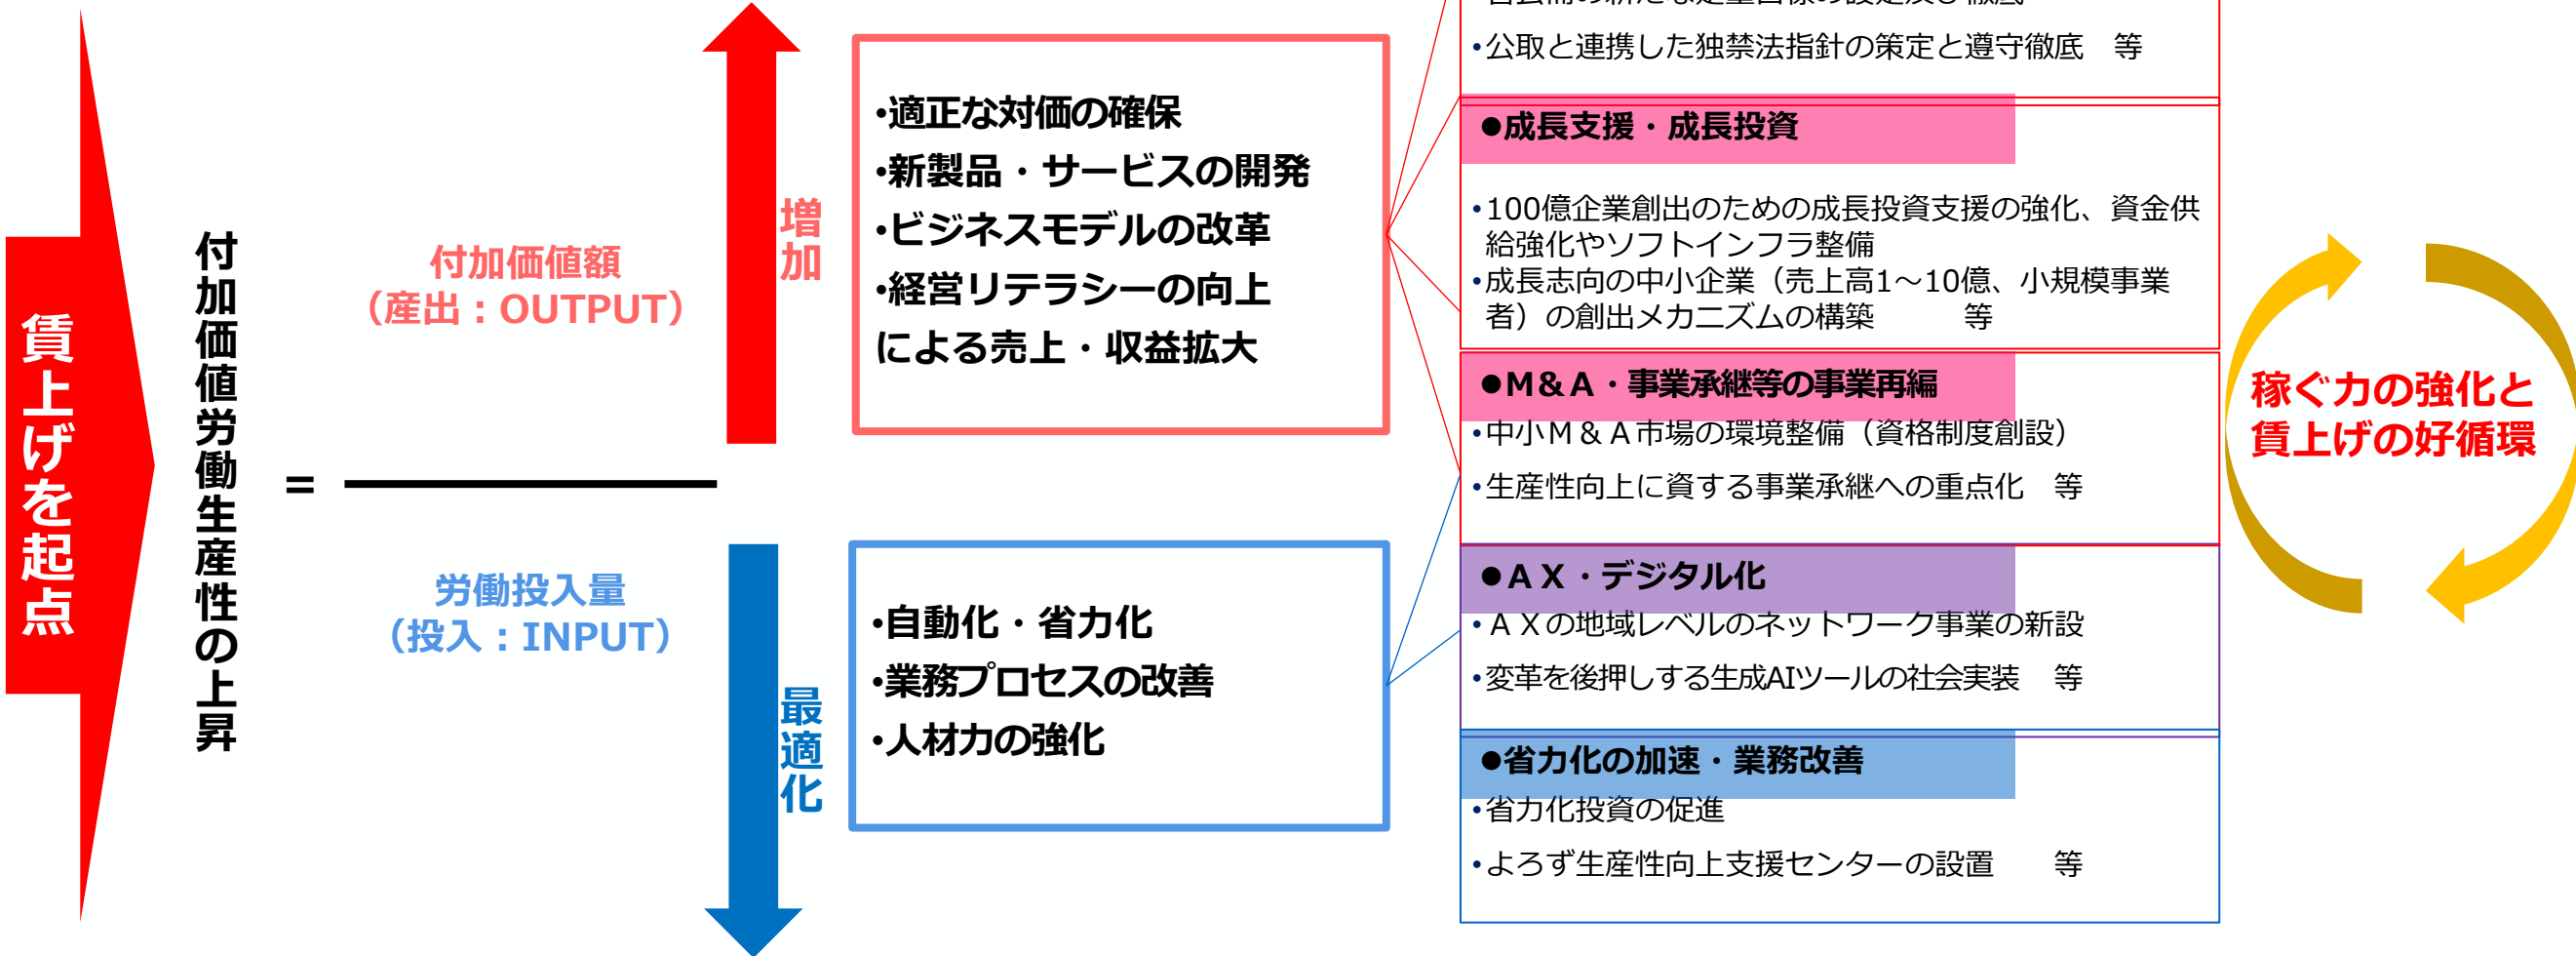 賃上げを起点
付加価値労働生産性の上昇
=
付加価値額
（産出：OUTPUT）
労働投入量
（投入：INPUT）
増加
最適化
•適正な対価の確保
•新製品・サービスの開発
•ビジネスモデルの改革
•経営リテラシーの向上
による売上・収益拡大
•自動化・省力化
•業務プロセスの改善
•人材力の強化
•公取と連携した独禁法指針の策定と遵守徹底　等
●成長支援・成長投資
•100億企業創出のための成長投資支援の強化、資金供
給強化やソフトインフラ整備
•成長志向の中小企業（売上高1～10億、小規模事業
者）の創出メカニズムの構築　　　等
●M&A・事業承継等の事業再編
•中小M＆A市場の環境整備（資格制度創設）
•生産性向上に資する事業承継への重点化　等
●AX・デジタル化
•AXの地域レベルのネットワーク事業の新設
•変革を後押しする生成AIツールの社会実装　等
●省力化の加速・業務改善
•省力化投資の促進
•よろず生産性向上支援センターの設置　　等
稼ぐ力の強化と
賃上げの好循環